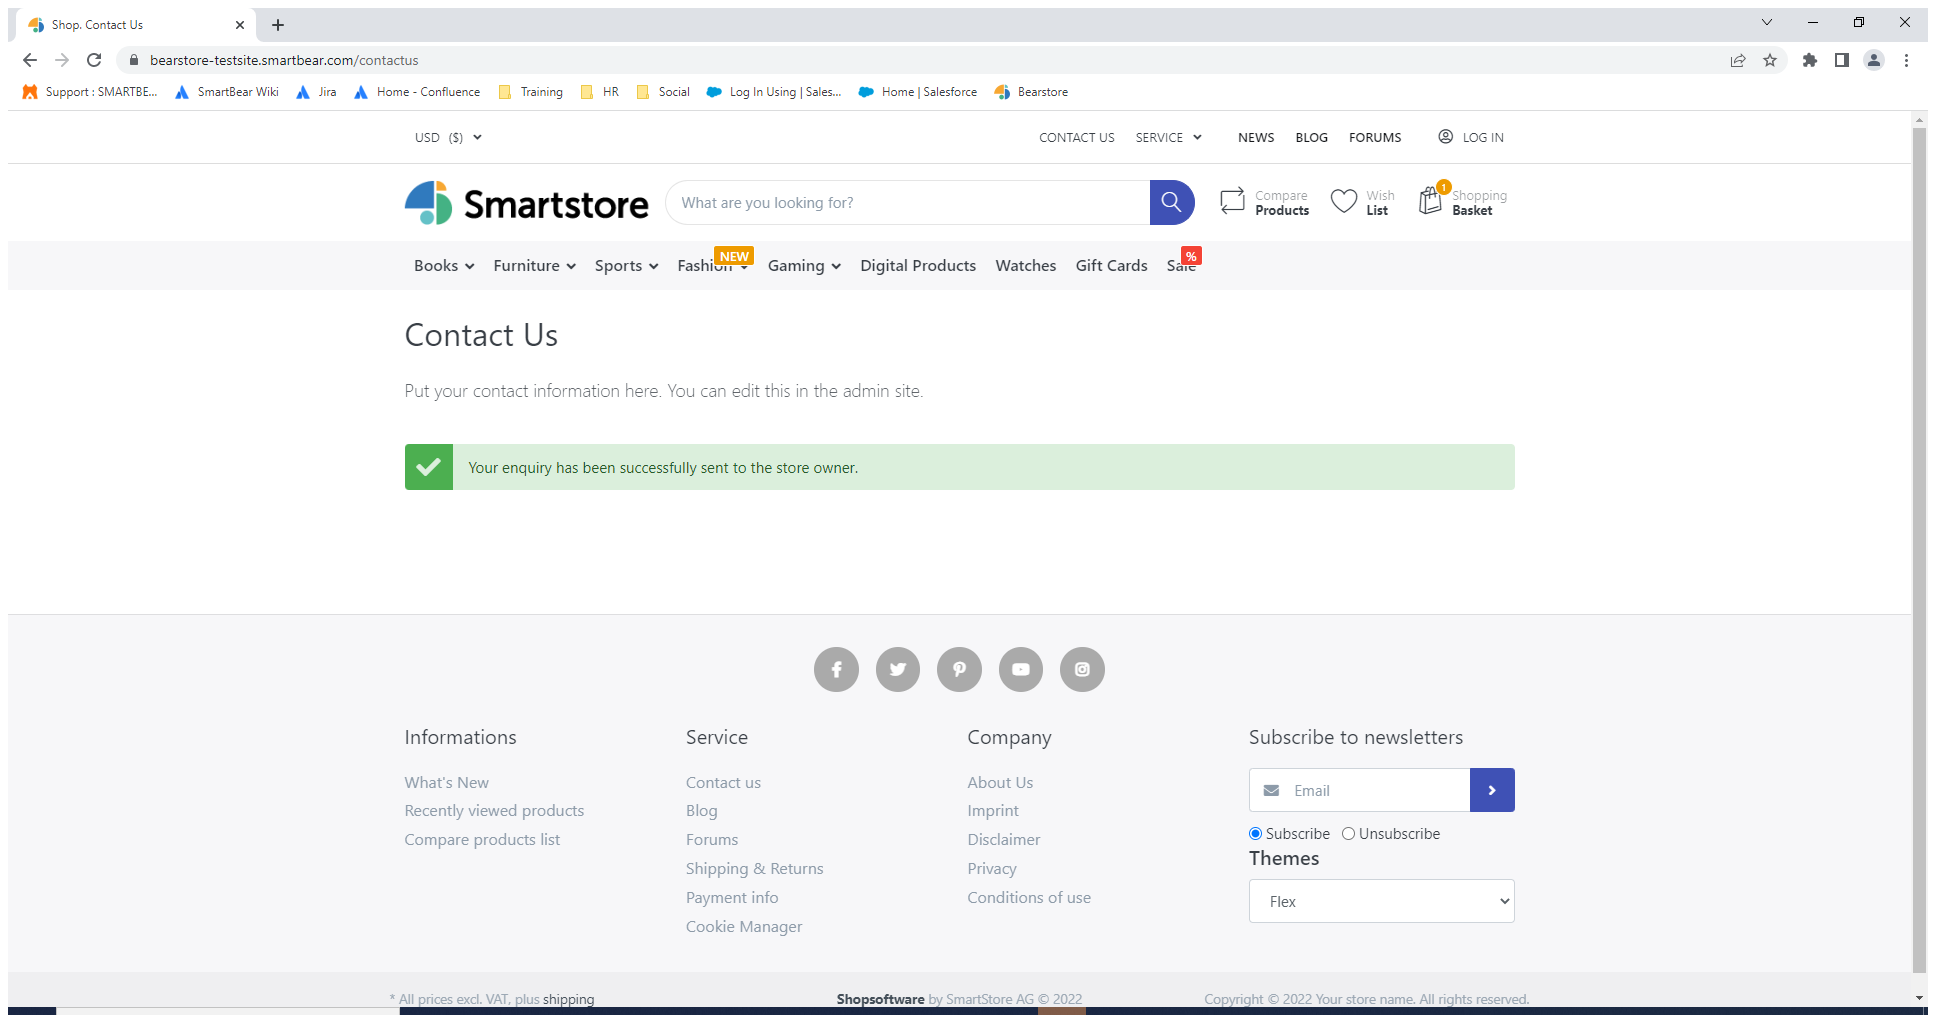 Shop. Contact Us
bearstore-testsite.smartbear.com/contactus
Support : SMARTBE... SmartBear Wiki Jira Home - Confluence Training HR Social Log In Using | Sales... Home | Salesforce Bearstore
USD ($) CONTACT US SERVICE NEWS BLOG FORUMS LOG IN
Smartstore What are you looking for? Compare Products Wish List 1 Shopping Basket
Books Furniture Sports Fashion NEW Gaming Digital Products Watches Gift Cards Sale %
Contact Us
Put your contact information here. You can edit this in the admin site.
Your enquiry has been successfully sent to the store owner.
Informations
What's New
Recently viewed products
Compare products list
Service
Contact us
Blog
Forums
Shipping & Returns
Payment info
Cookie Manager
Company
About Us
Imprint
Disclaimer
Privacy
Conditions of use
Subscribe to newsletters
Email
Subscribe Unsubscribe
Themes
Flex
* All prices excl. VAT, plus shipping Shopsoftware by SmartStore AG © 2022 Copyright © 2022 Your store name. All rights reserved.